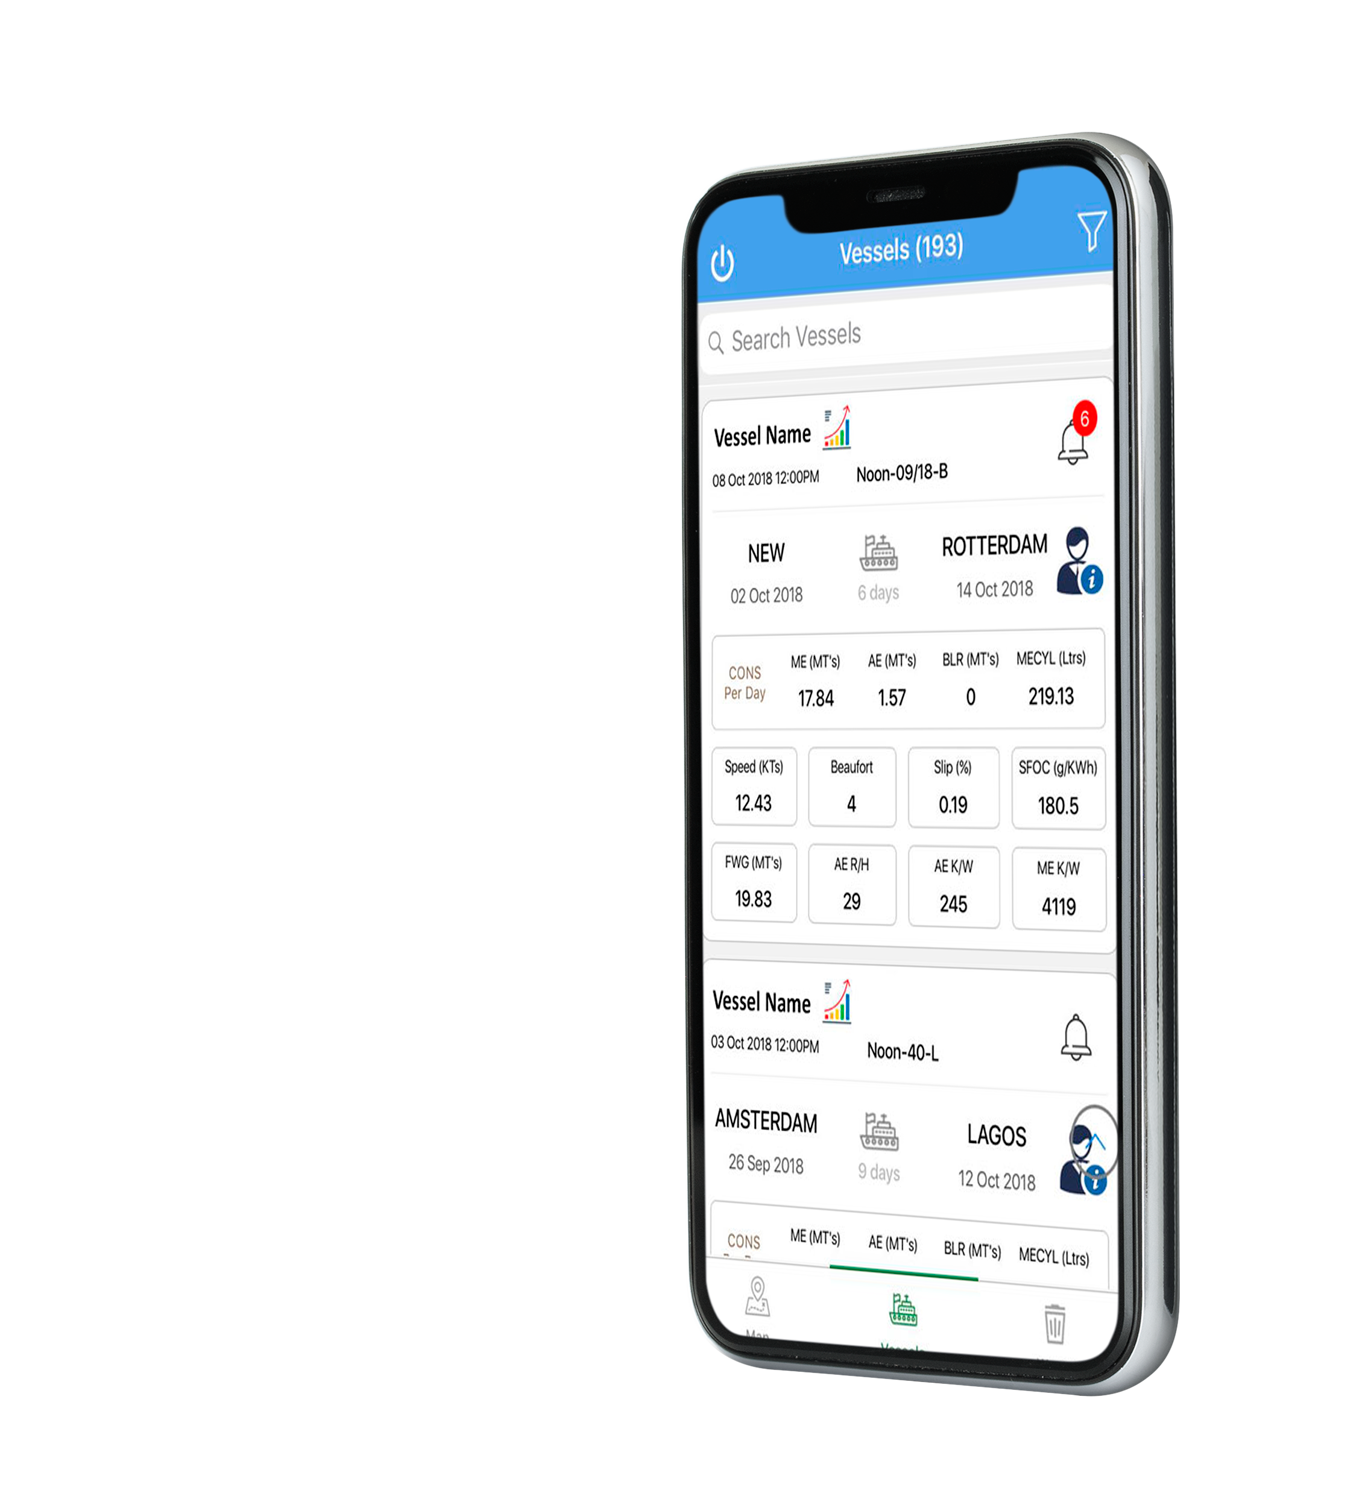 Vessels (193)
Search Vessels
Vessel Name
6
08 Oct 2018 12:00PM Noon-09/18-B
NEW ROTTERDAM
02 Oct 2018 6 days 14 Oct 2018
i
CONS Per Day ME (MT's) AE (MT's) BLR (MT's) MECYL (Ltrs)
17.84 1.57 0 219.13
Speed (KTs) Beaufort Slip (%) SFOC (g/KWh)
12.43 4 0.19 180.5
FWG (MT's) AE R/H AE K/W ME K/W
19.83 29 245 4119
Vessel Name
03 Oct 2018 12:00PM Noon-40-L
AMSTERDAM LAGOS
26 Sep 2018 9 days 12 Oct 2018
i
CONS ME (MT's) AE (MT's) BLR (MT's) MECYL (Ltrs)
Map Vessels